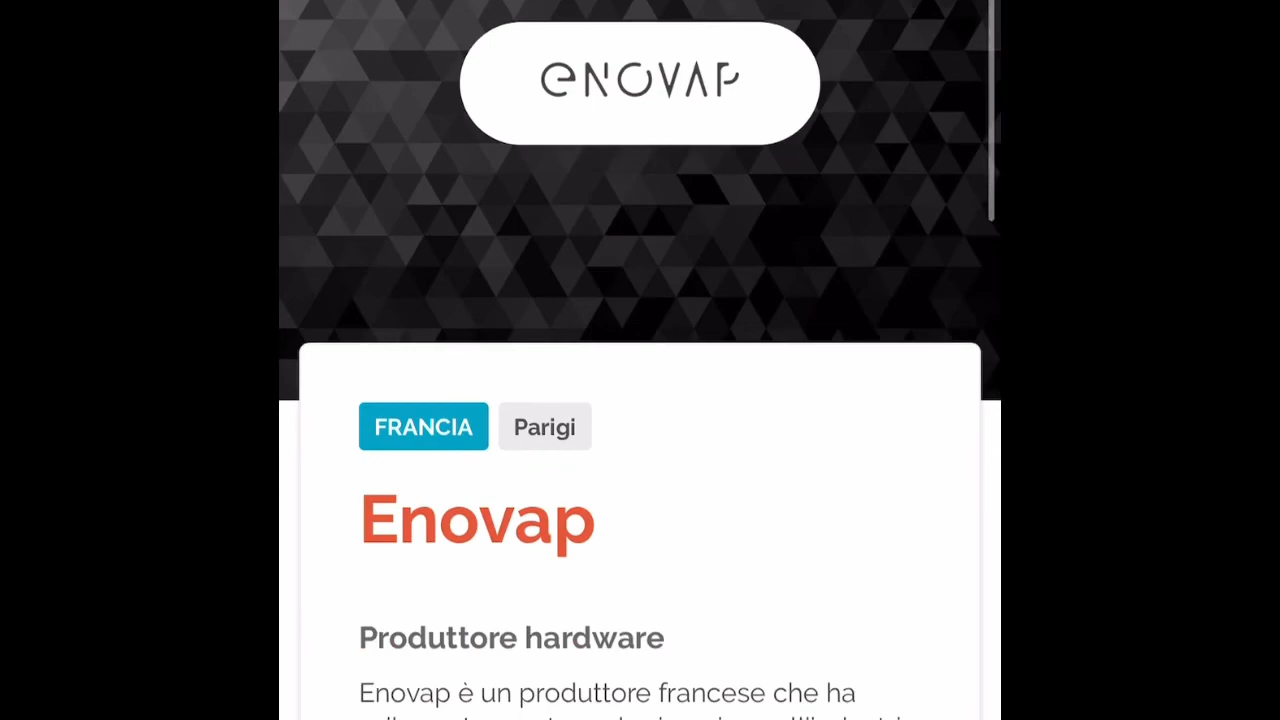 eNOVAP
FRANCIA Parigi
Enovap
Produttore hardware
Enovap è un produttore francese che ha